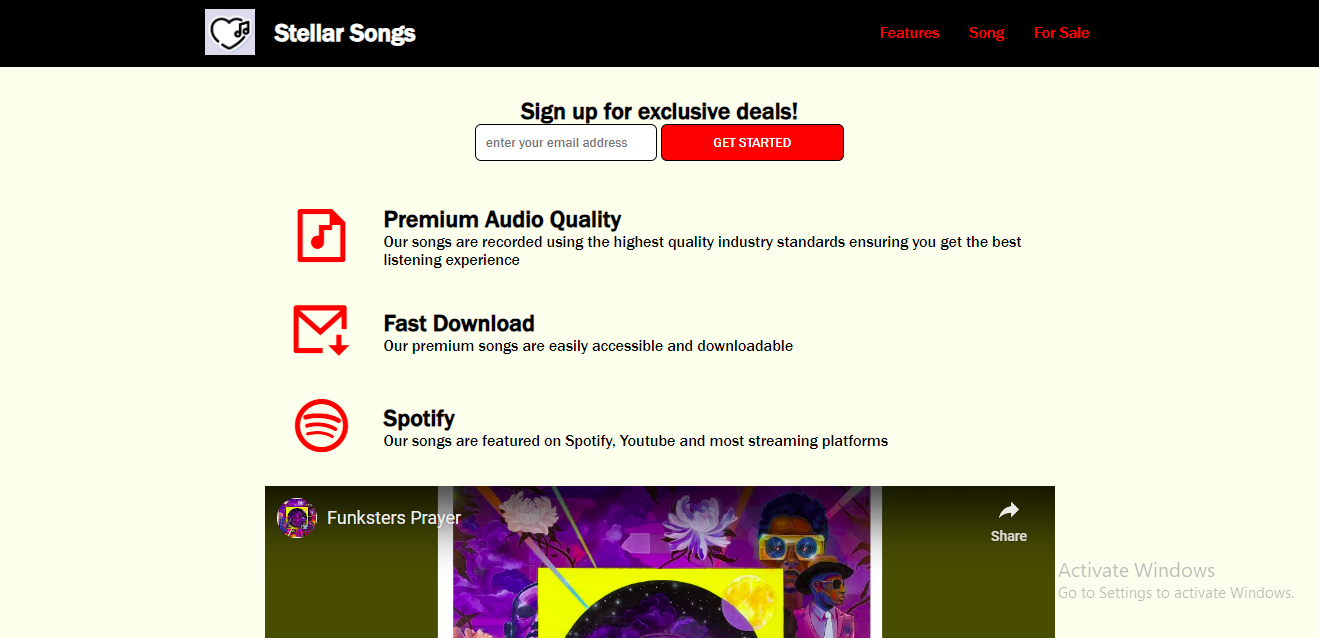 Stellar Songs
Features Song For Sale
Sign up for exclusive deals!
enter your email address GET STARTED
Premium Audio Quality
Our songs are recorded using the highest quality industry standards ensuring you get the best
listening experience
Fast Download
Our premium songs are easily accessible and downloadable
Spotify
Our songs are featured on Spotify, Youtube and most streaming platforms
Funksters Prayer
Share
Activate Windows
Go to Settings to activate Windows.